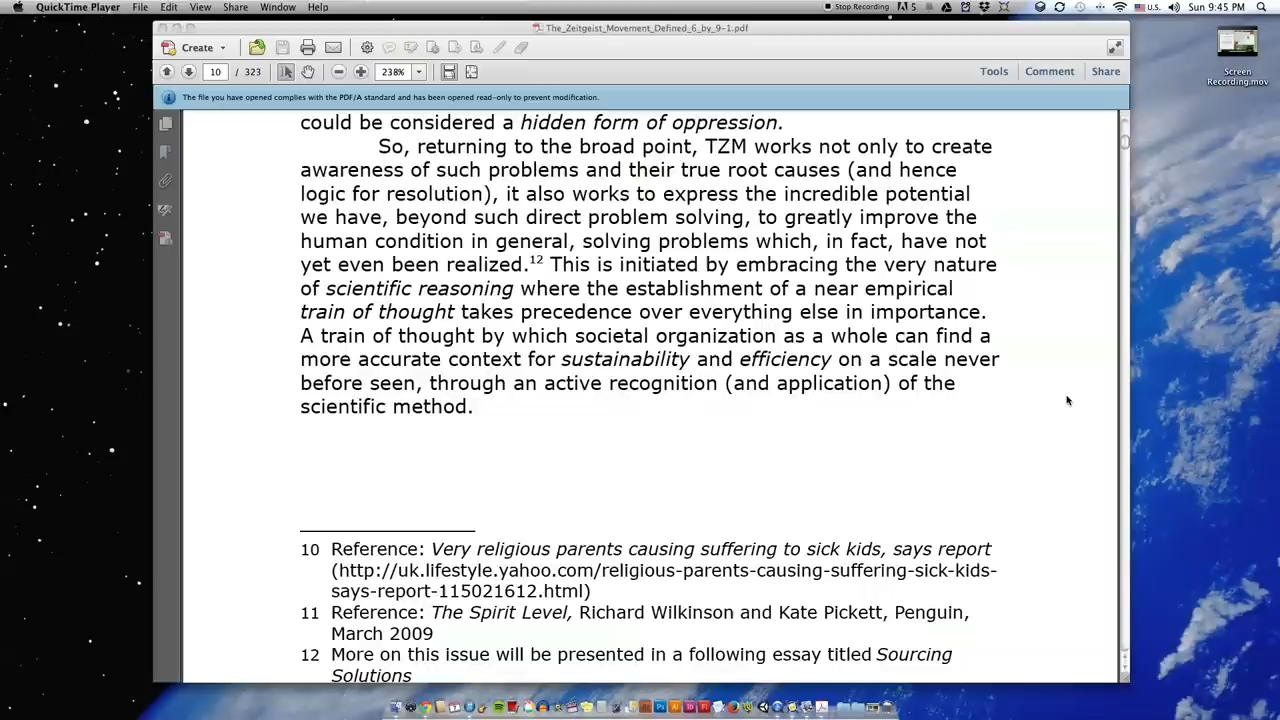 QuickTime Player File Edit View Share Window Help Stop Recording 5 U.S. Sun 9:45 PM
The_Zeitgeist_Movement_Defined_6_by_9-1.pdf
Create
10 / 323 238% Tools Comment Share
The file you have opened complies with the PDF/A standard and has been opened read-only to prevent modification.
could be considered a hidden form of oppression.
So, returning to the broad point, TZM works not only to create
awareness of such problems and their true root causes (and hence
logic for resolution), it also works to express the incredible potential
we have, beyond such direct problem solving, to greatly improve the
human condition in general, solving problems which, in fact, have not
yet even been realized.12 This is initiated by embracing the very nature
of scientific reasoning where the establishment of a near empirical
train of thought takes precedence over everything else in importance.
A train of thought by which societal organization as a whole can find a
more accurate context for sustainability and efficiency on a scale never
before seen, through an active recognition (and application) of the
scientific method.
10 Reference: Very religious parents causing suffering to sick kids, says report
(http://uk.lifestyle.yahoo.com/religious-parents-causing-suffering-sick-kids-
says-report-115021612.html)
11 Reference: The Spirit Level, Richard Wilkinson and Kate Pickett, Penguin,
March 2009
12 More on this issue will be presented in a following essay titled Sourcing
Solutions
Screen
Recording.mov